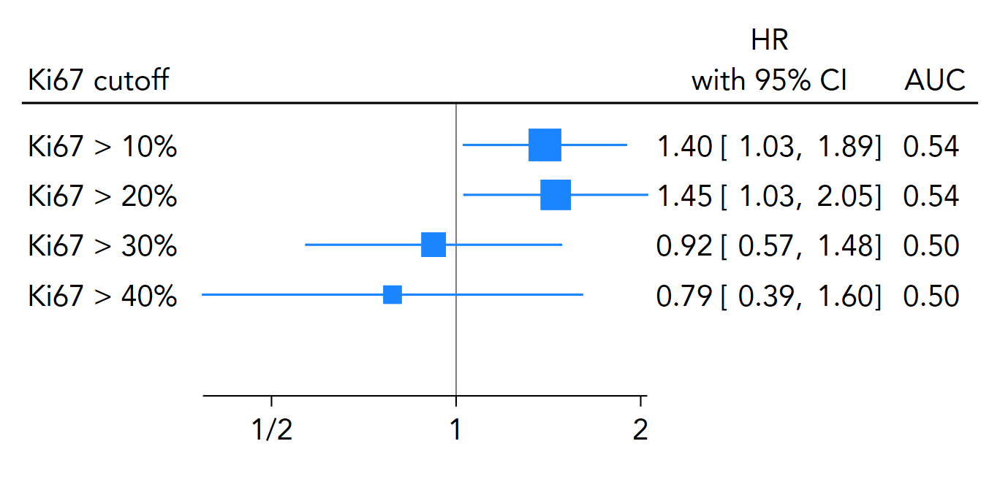 HR
Ki67 cutoff with 95% CI AUC
Ki67 > 10% 1.40 [ 1.03, 1.89] 0.54
Ki67 > 20% 1.45 [ 1.03, 2.05] 0.54
Ki67 > 30% 0.92 [ 0.57, 1.48] 0.50
Ki67 > 40% 0.79 [ 0.39, 1.60] 0.50
1/2 1 2